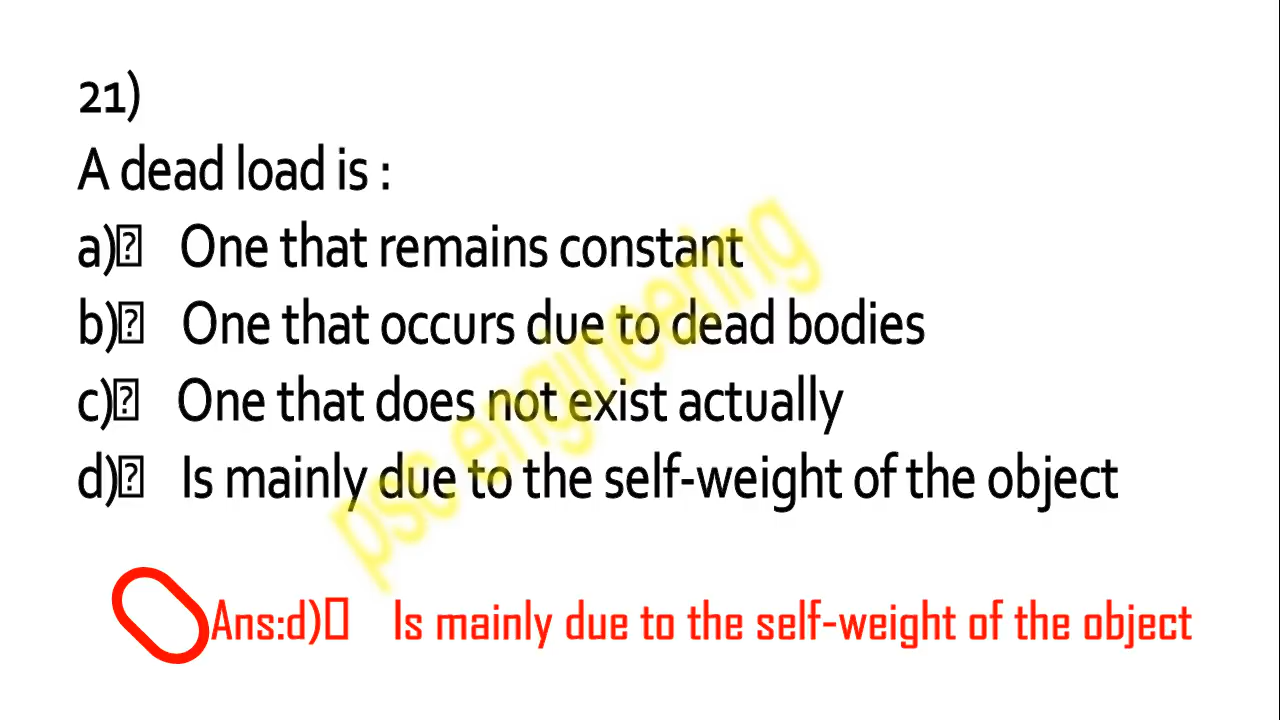 21)
A dead load is :
a)⍰ One that remains constant
b)⍰ One that occurs due to dead bodies
c)⍰ One that does not exist actually
d)⍰ Is mainly due to the self-weight of the object
psc engineering
Ans:d)▯ Is mainly due to the self-weight of the object